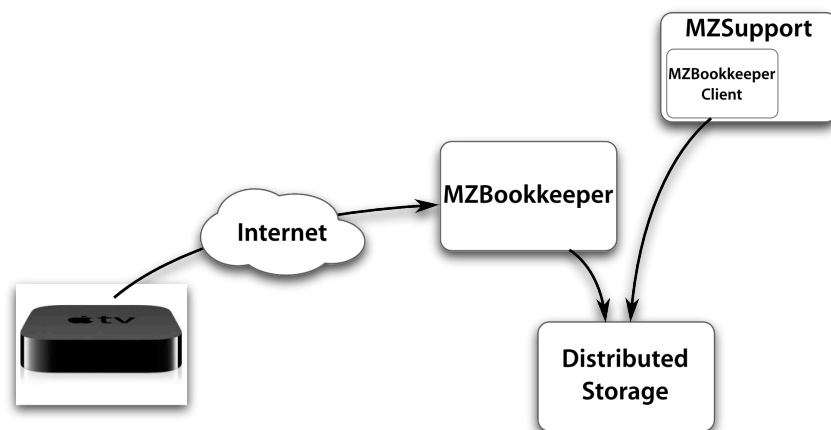 MZSupport
MZBookkeeper
Client
MZBookkeeper
Internet
tv
Distributed
Storage